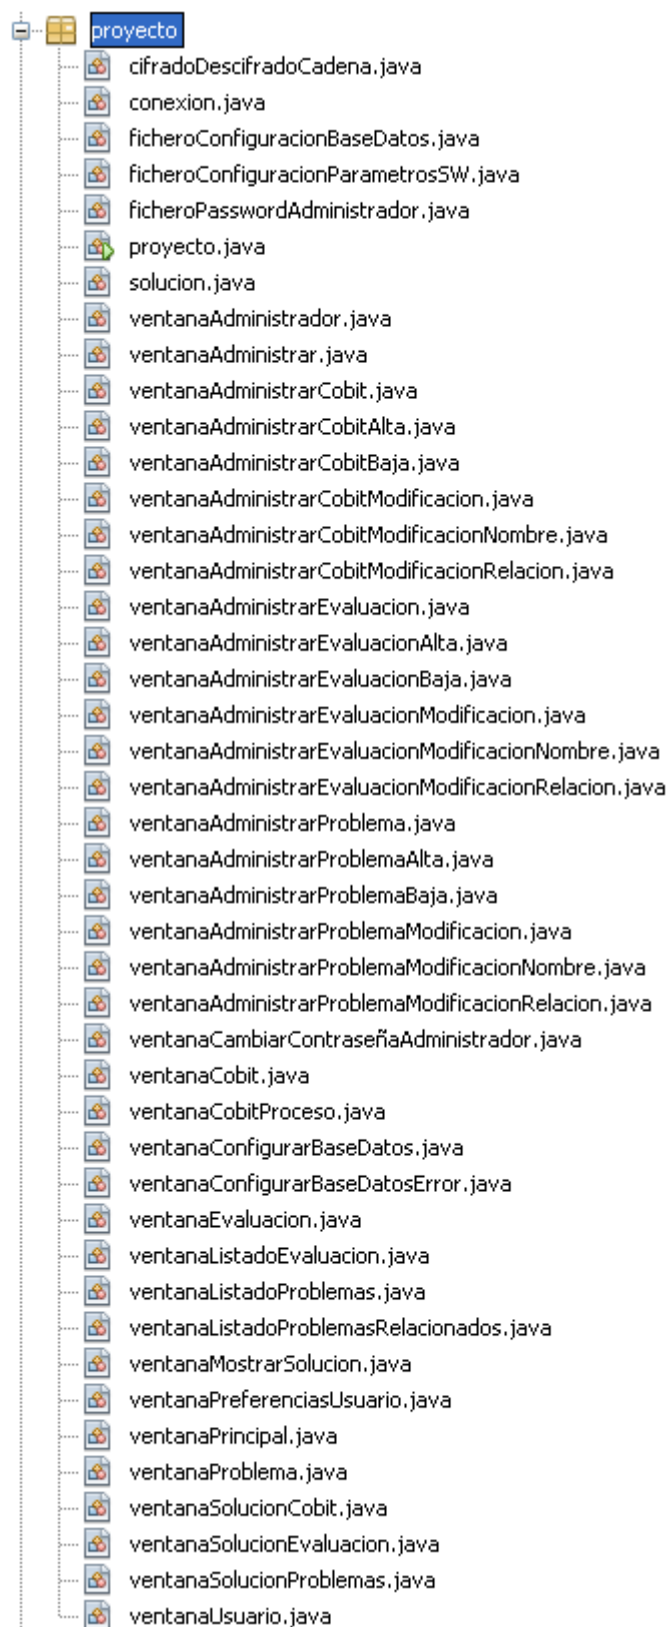 proyecto
cifradoDescifradoCadena.java
conexion.java
ficheroConfiguracionBaseDatos.java
ficheroConfiguracionParametrosSW.java
ficheroPasswordAdministrador.java
proyecto.java
solucion.java
ventanaAdministrador.java
ventanaAdministrar.java
ventanaAdministrarCobit.java
ventanaAdministrarCobitAlta.java
ventanaAdministrarCobitBaja.java
ventanaAdministrarCobitModificacion.java
ventanaAdministrarCobitModificacionNombre.java
ventanaAdministrarCobitModificacionRelacion.java
ventanaAdministrarEvaluacion.java
ventanaAdministrarEvaluacionAlta.java
ventanaAdministrarEvaluacionBaja.java
ventanaAdministrarEvaluacionModificacion.java
ventanaAdministrarEvaluacionModificacionNombre.java
ventanaAdministrarEvaluacionModificacionRelacion.java
ventanaAdministrarProblema.java
ventanaAdministrarProblemaAlta.java
ventanaAdministrarProblemaBaja.java
ventanaAdministrarProblemaModificacion.java
ventanaAdministrarProblemaModificacionNombre.java
ventanaAdministrarProblemaModificacionRelacion.java
ventanaCambiarContraseñaAdministrador.java
ventanaCobit.java
ventanaCobitProceso.java
ventanaConfigurarBaseDatos.java
ventanaConfigurarBaseDatosError.java
ventanaEvaluacion.java
ventanaListadoEvaluacion.java
ventanaListadoProblemas.java
ventanaListadoProblemasRelacionados.java
ventanaMostrarSolucion.java
ventanaPreferenciasUsuario.java
ventanaPrincipal.java
ventanaProblema.java
ventanaSolucionCobit.java
ventanaSolucionEvaluacion.java
ventanaSolucionProblemas.java
ventanaUsuario.java